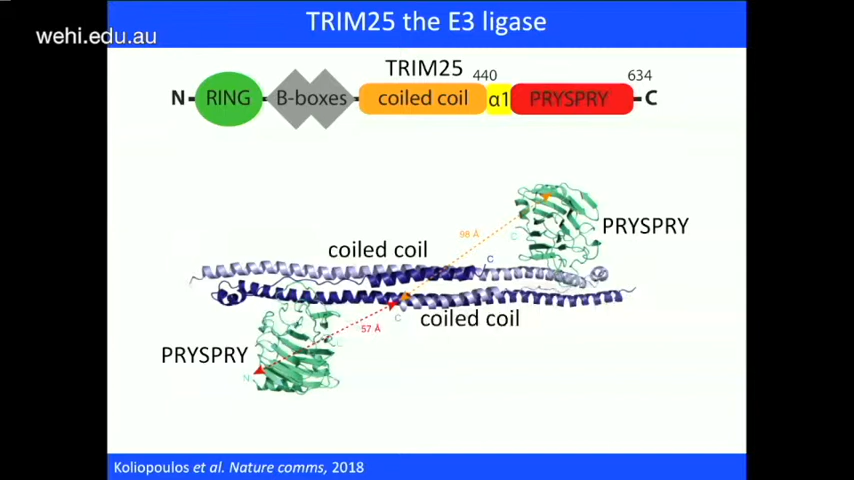 TRIM25 the E3 ligase
wehi.edu.au
TRIM25
440
634
N
RING
B-boxes
coiled coil
α1
PRYSPRY
C
98 Å
C
PRYSPRY
coiled coil
C
C
coiled coil
57 Å
PRYSPRY
N
Koliopoulos et al. Nature comms, 2018